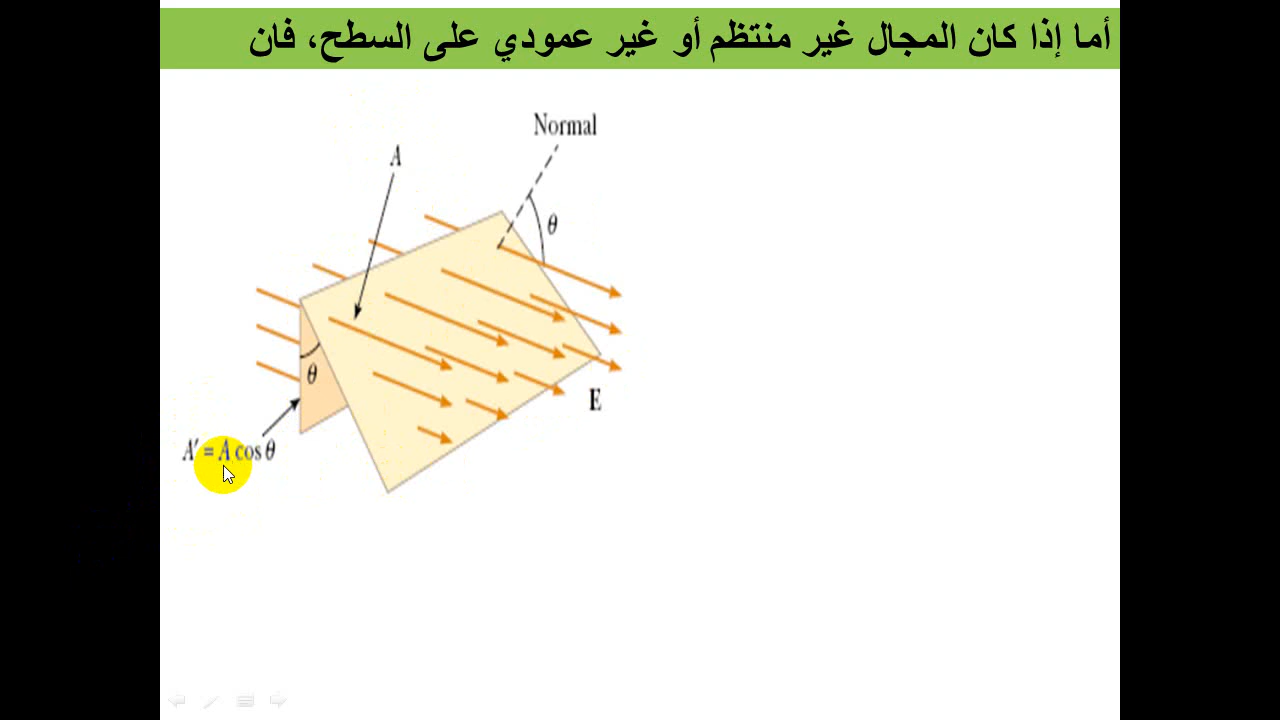 أما إذا كان المجال غير منتظم أو غير عمودي على السطح، فان
Normal
A
θ
θ
E
A' = A cos θ